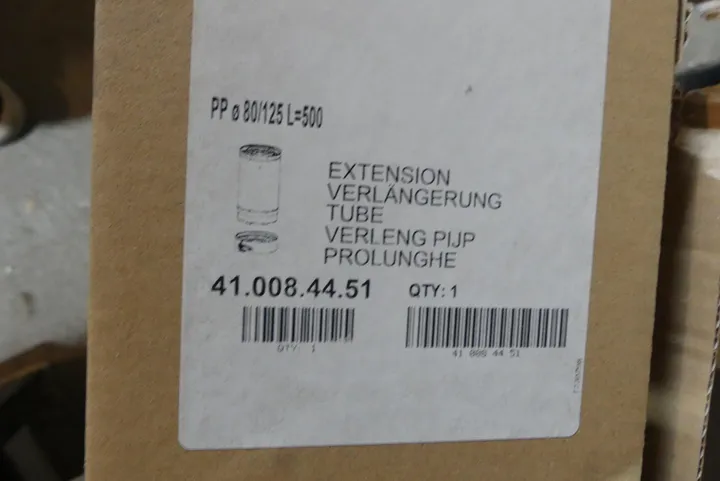 PP ø 80/125 L=500
EXTENSION
VERLÄNGERUNG
TUBE
VERLENG PIJP
PROLUNGHE
41.008.44.51 QTY: 1
QTY. 1
41 008 44 51